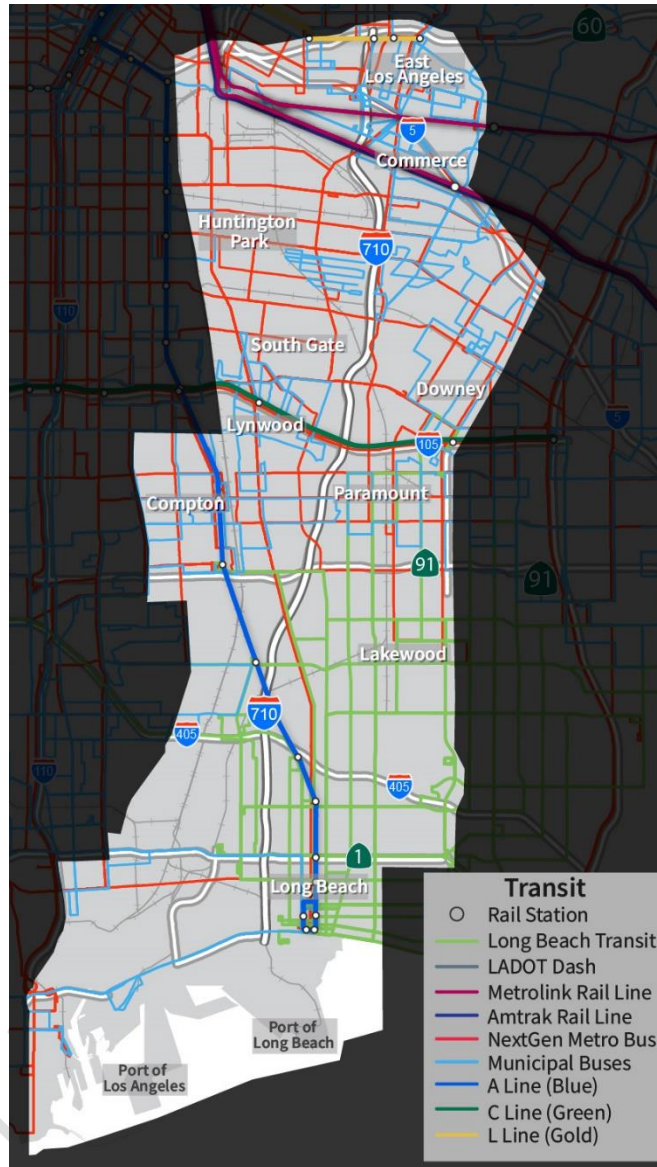 60
East
Los Angeles
5
Commerce
Huntington
Park
710
110
South Gate
Downey
Lynwood
5
105
Compton
Paramount
91
91
Lakewood
710
405
110
405
1
Long Beach
Port of
Long Beach
Port of
Los Angeles
Transit
Rail Station
Long Beach Transit
LADOT Dash
Metrolink Rail Line
Amtrak Rail Line
NextGen Metro Bus
Municipal Buses
A Line (Blue)
C Line (Green)
L Line (Gold)